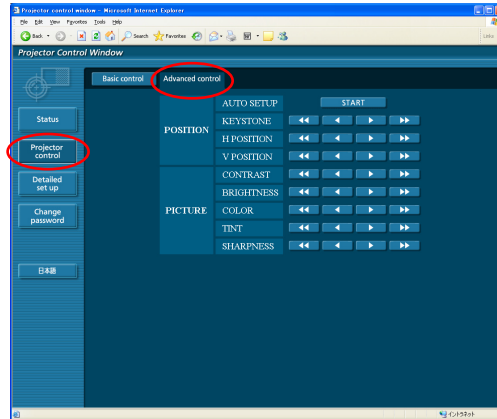 Projector control window - Microsoft Internet Explorer
File Edit View Favorites Tools Help
Back Search Favorites Links
Projector Control Window
Basic control Advanced control
Status
Projector control
Detailed set up
Change password
日本語
POSITION
AUTO SETUP START
KEYSTONE
H POSITION
V POSITION
PICTURE
CONTRAST
BRIGHTNESS
COLOR
TINT
SHARPNESS
イントラネット